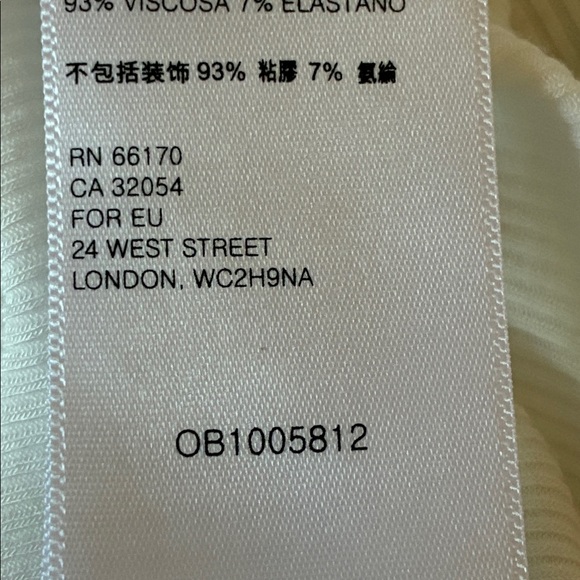 93% VISCOSA 7% ELASTANO
不包括装饰 93% 粘膠 7% 氨綸
RN 66170
CA 32054
FOR EU
24 WEST STREET
LONDON, WC2H9NA
OB1005812